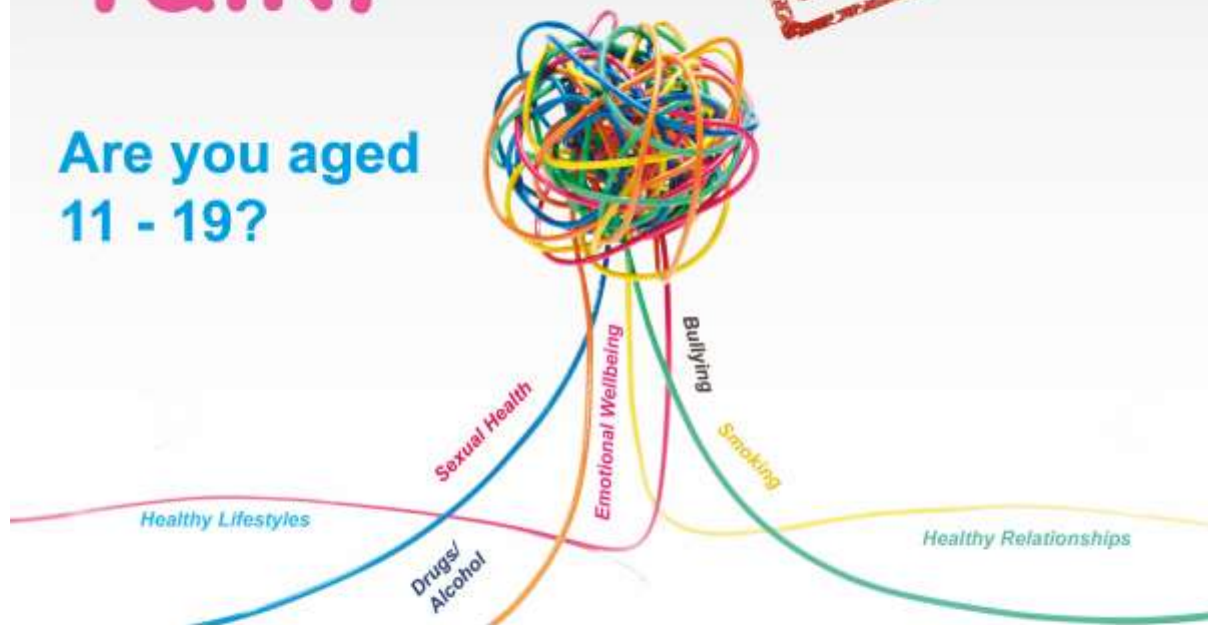 Are you aged
11 - 19?
Bullying
Emotional Wellbeing
Sexual Health
Smoking
Healthy Lifestyles
Healthy Relationships
Drugs/
Alcohol